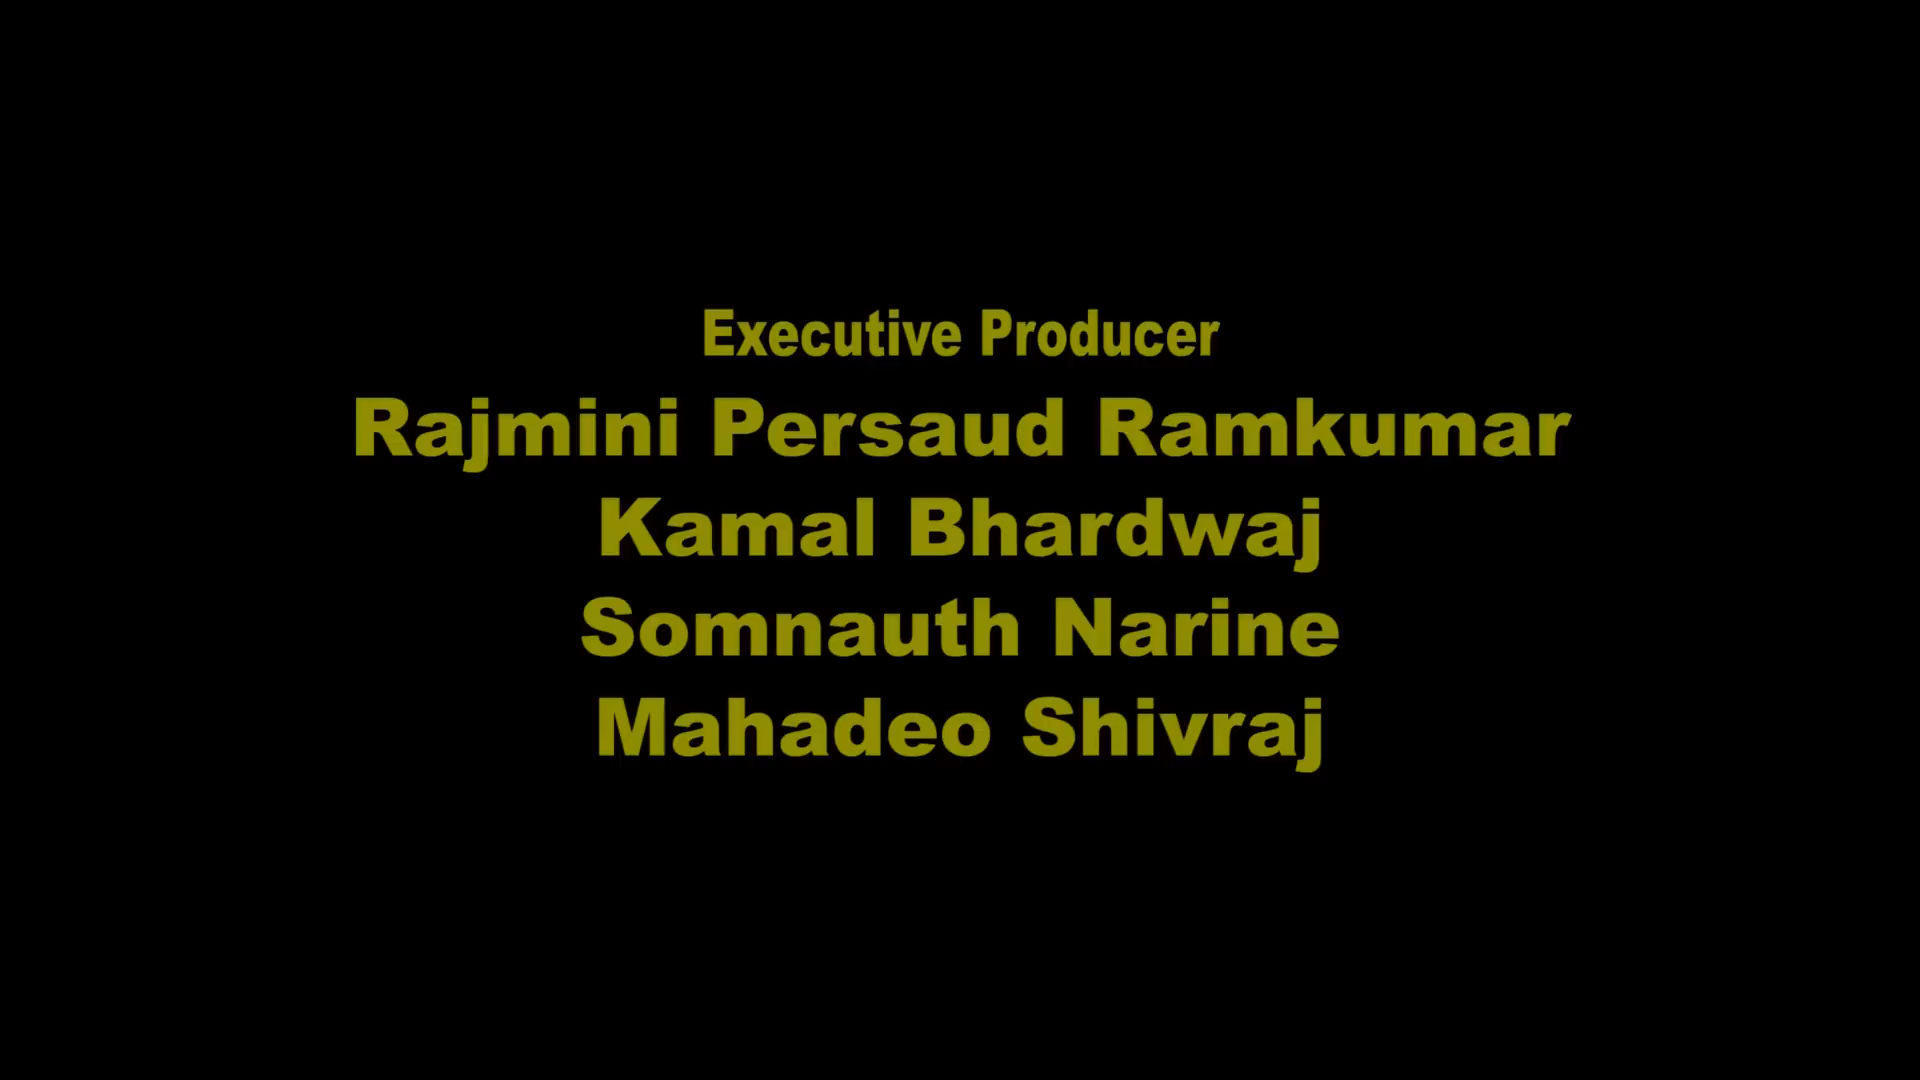 Executive Producer
Rajmini Persaud Ramkumar
Kamal Bhardwaj
Somnauth Narine
Mahadeo Shivraj